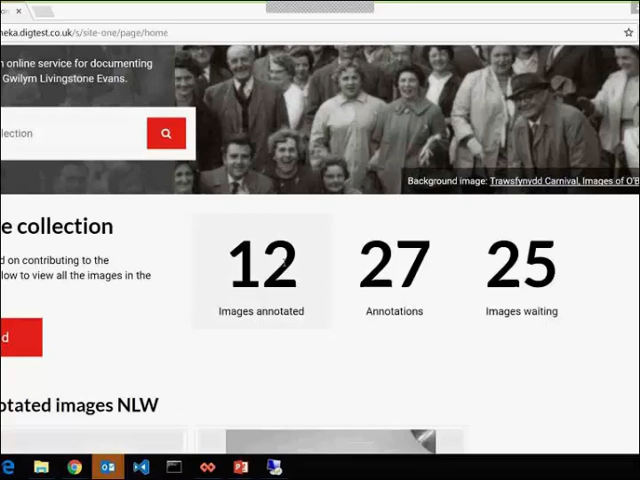 neka.digtest.co.uk/s/site-one/page/home
n online service for documenting
Gwilym Livingstone Evans.
lection
Background image: Trawsfynydd Carnival, Images of O'B
e collection
d on contributing to the
low to view all the images in the
d
12
Images annotated
27
Annotations
25
Images waiting
otated images NLW